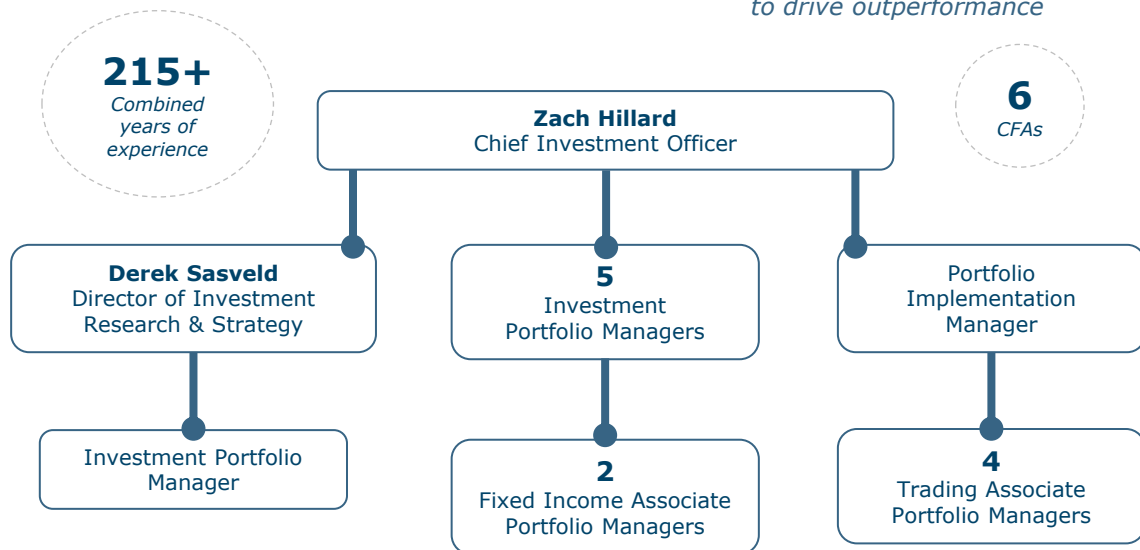 to drive outperformance
215+
Combined
years of
experience
6
CFAs
Zach Hillard
Chief Investment Officer
Derek Sasveld
Director of Investment
Research & Strategy
5
Investment
Portfolio Managers
Portfolio
Implementation
Manager
Investment Portfolio
Manager
2
Fixed Income Associate
Portfolio Managers
4
Trading Associate
Portfolio Managers